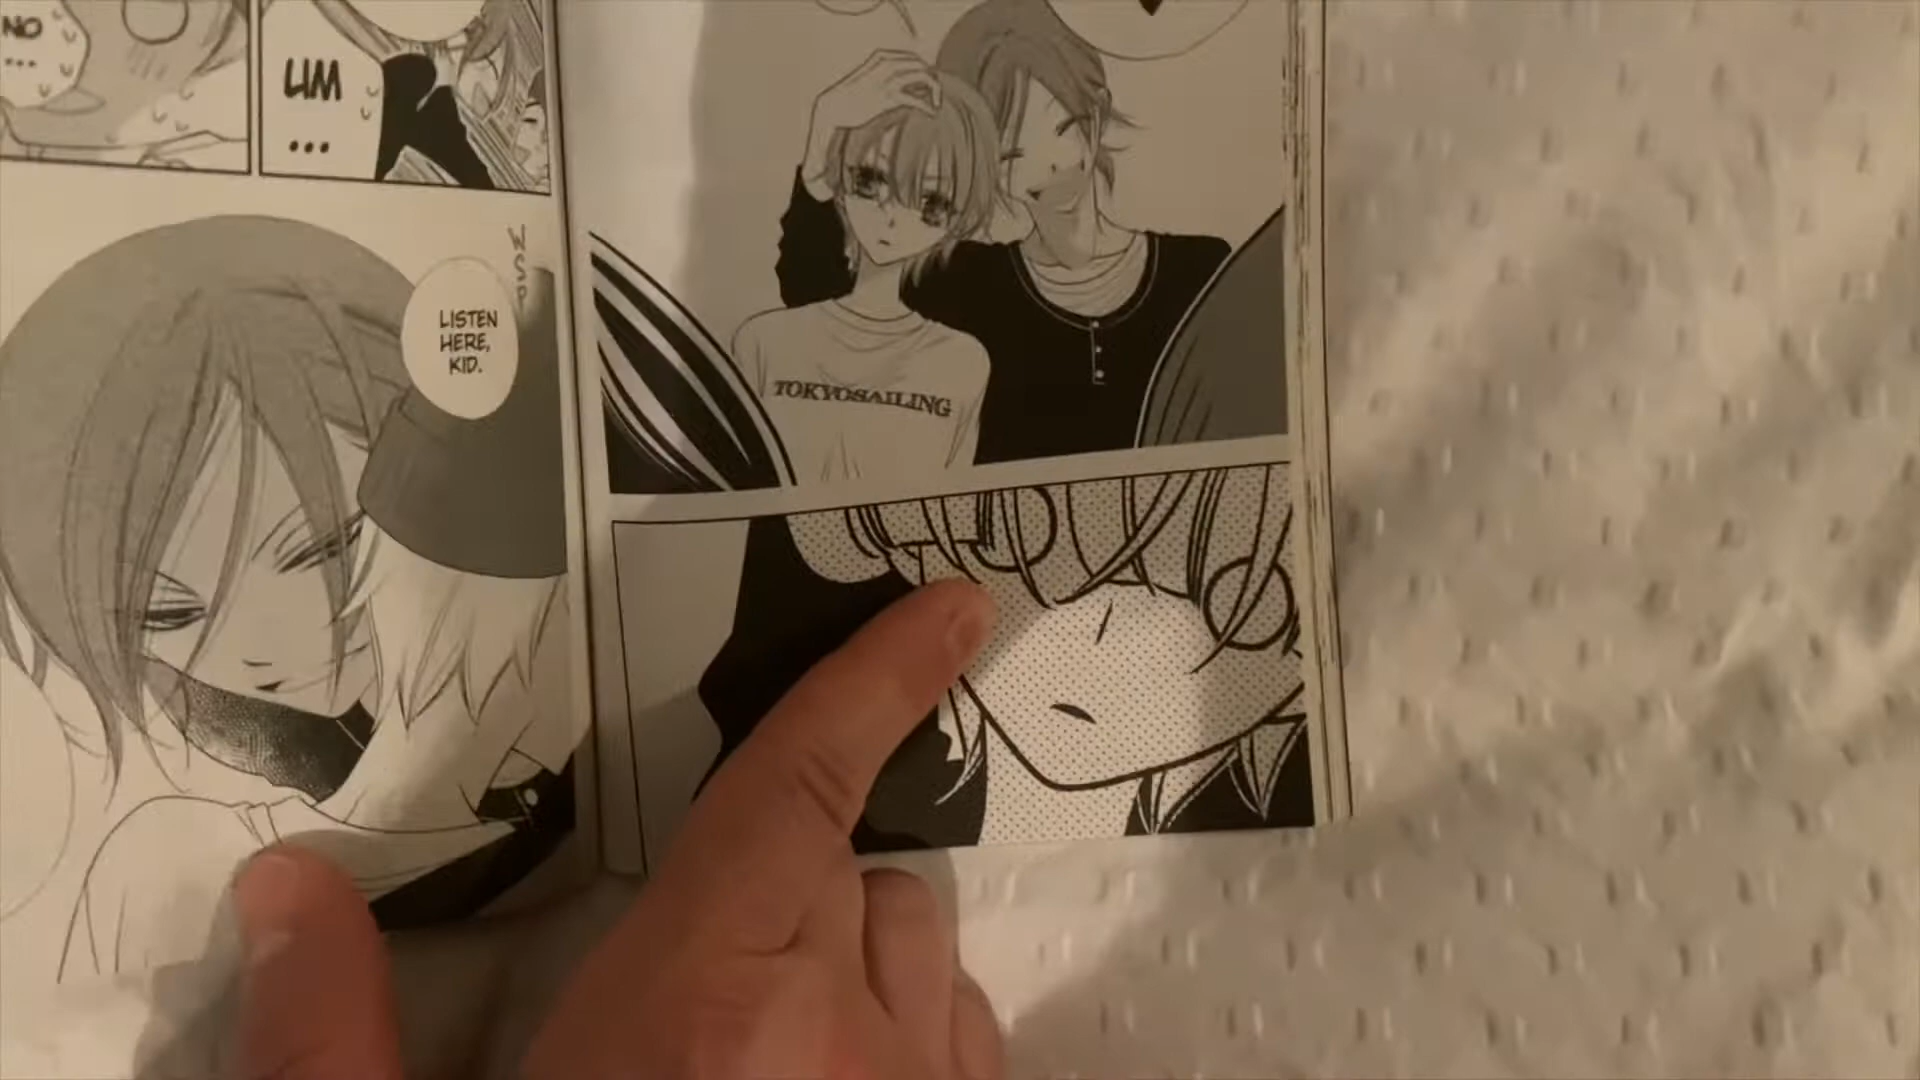 NO
...
UM
...
WSP
LISTEN
HERE,
KID.
TOKYOSAILING